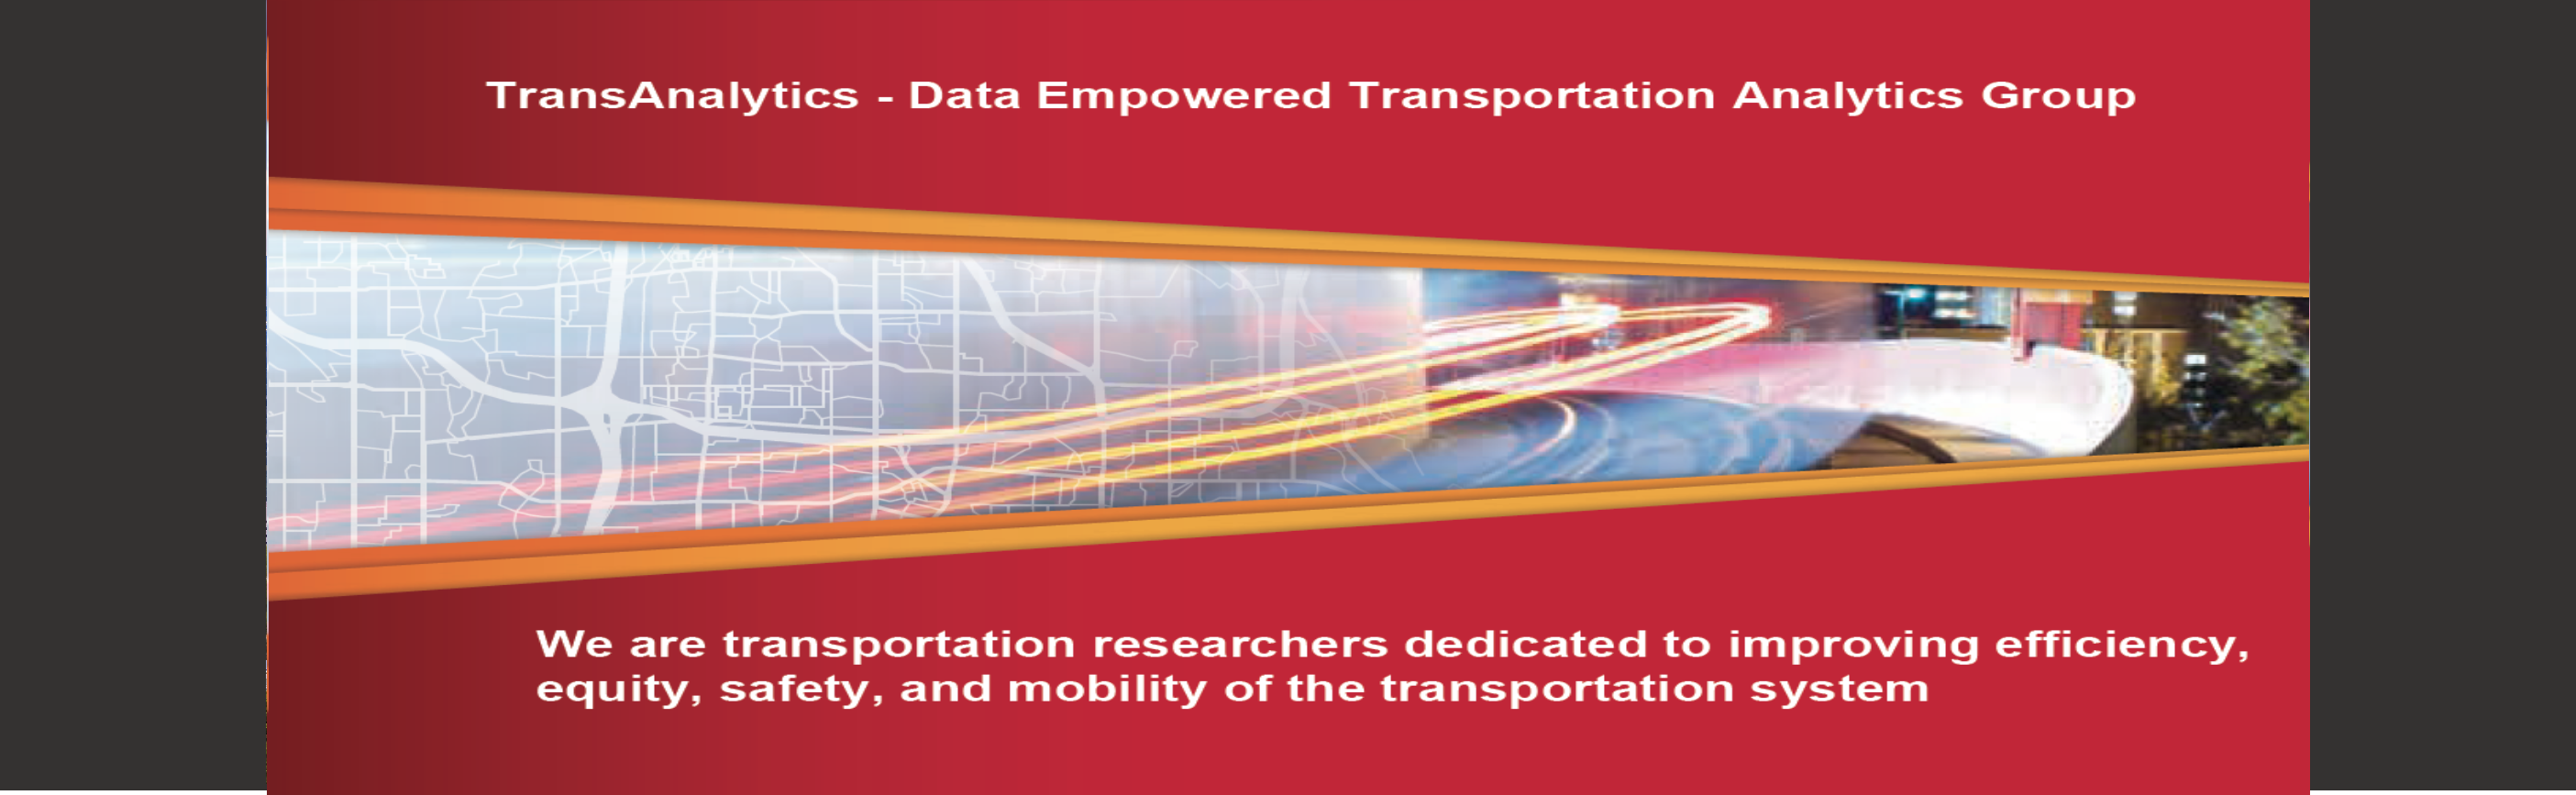 TransAnalytics - Data Empowered Transportation Analytics Group
We are transportation researchers dedicated to improving efficiency,
equity, safety, and mobility of the transportation system